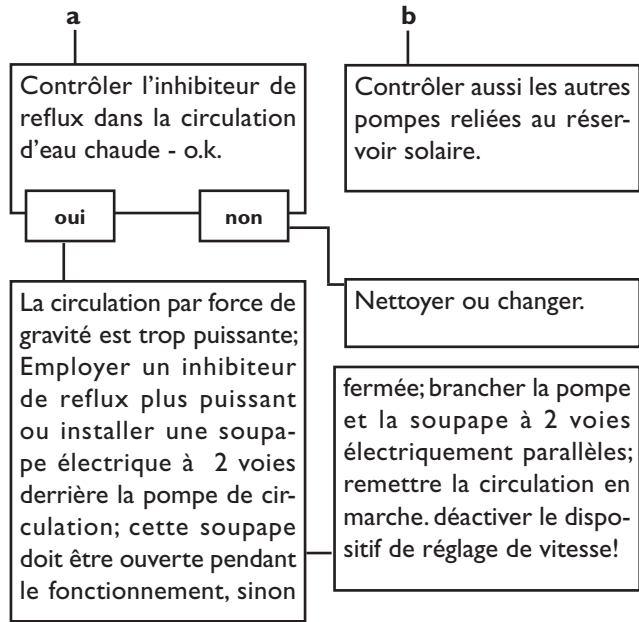 a
Contrôler l’inhibiteur de
reflux dans la circulation
d’eau chaude - o.k.
oui
non
La circulation par force de
gravité est trop puissante;
Employer un inhibiteur
de reflux plus puissant
ou installer une soupa-
pe électrique à 2 voies
derrière la pompe de cir-
culation; cette soupape
doit être ouverte pendant
le fonctionnement, sinon
fermée; brancher la pompe
et la soupape à 2 voies
électriquement parallèles;
remettre la circulation en
marche. déactiver le dispo-
sitif de réglage de vitesse!
Nettoyer ou changer.
b
Contrôler aussi les autres
pompes reliées au réser-
voir solaire.